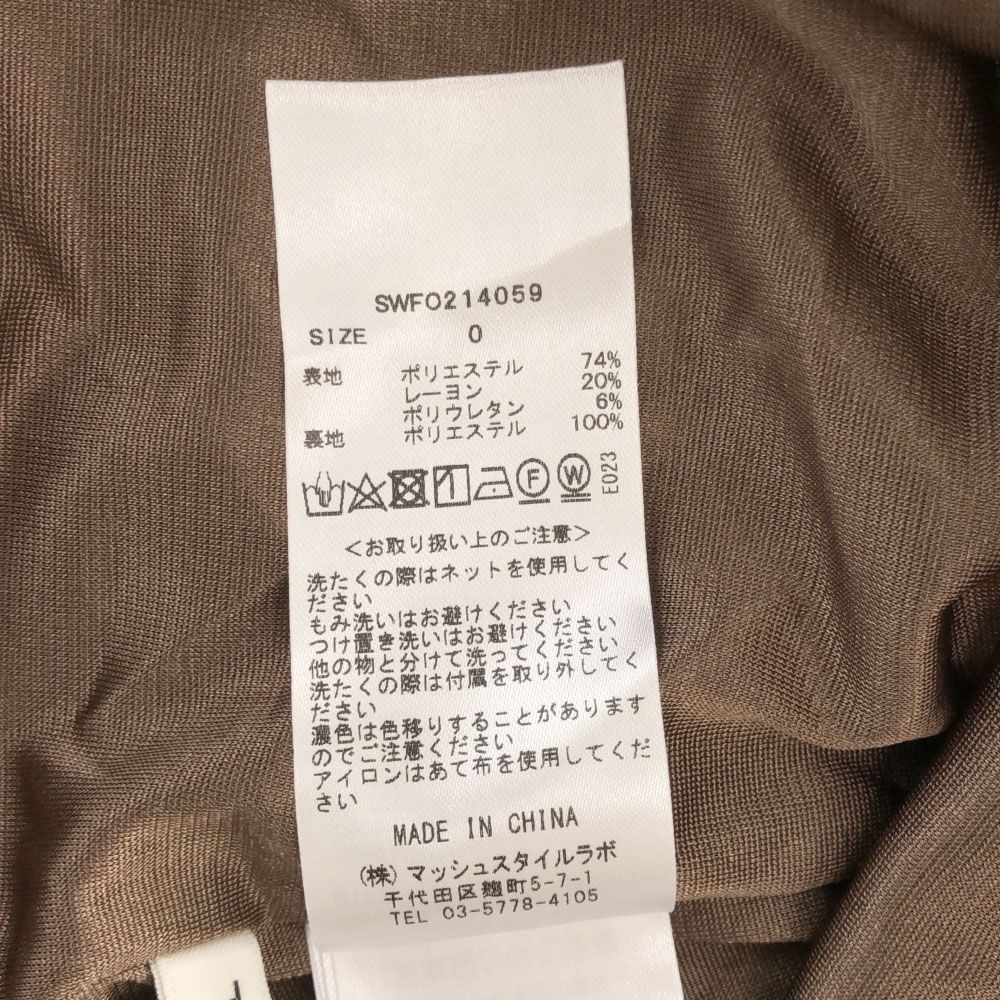 SWFO214059
SIZE 0
表地 ポリエステル 74%
レーヨン 20%
ポリウレタン 6%
裏地 ポリエステル 100%
F W E023
<お取り扱い上のご注意>
洗たくの際はネットを使用してく
ださい
もみ洗いはお避けください
つけ置き洗いはお避けください
他の物と分けて洗ってください
洗たくの際は付属を取り外してく
ださい
濃色は色移りすることがあります
のでご注意ください
アイロンはあて布を使用してくだ
さい
MADE IN CHINA
(株)マッシュスタイルラボ
千代田区麹町5-7-1
TEL 03-5778-4105